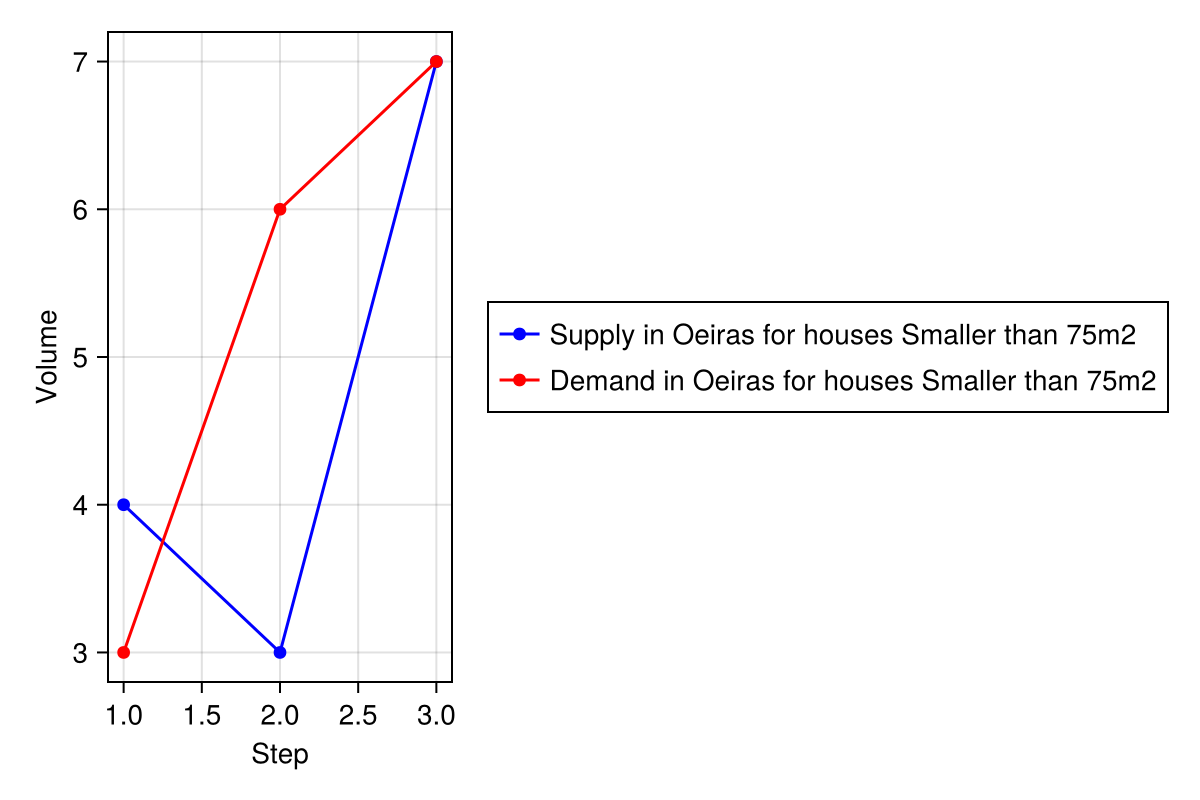 7
6
5
4
3
Volume
1.0 1.5 2.0 2.5 3.0
Step
Supply in Oeiras for houses Smaller than 75m2
Demand in Oeiras for houses Smaller than 75m2